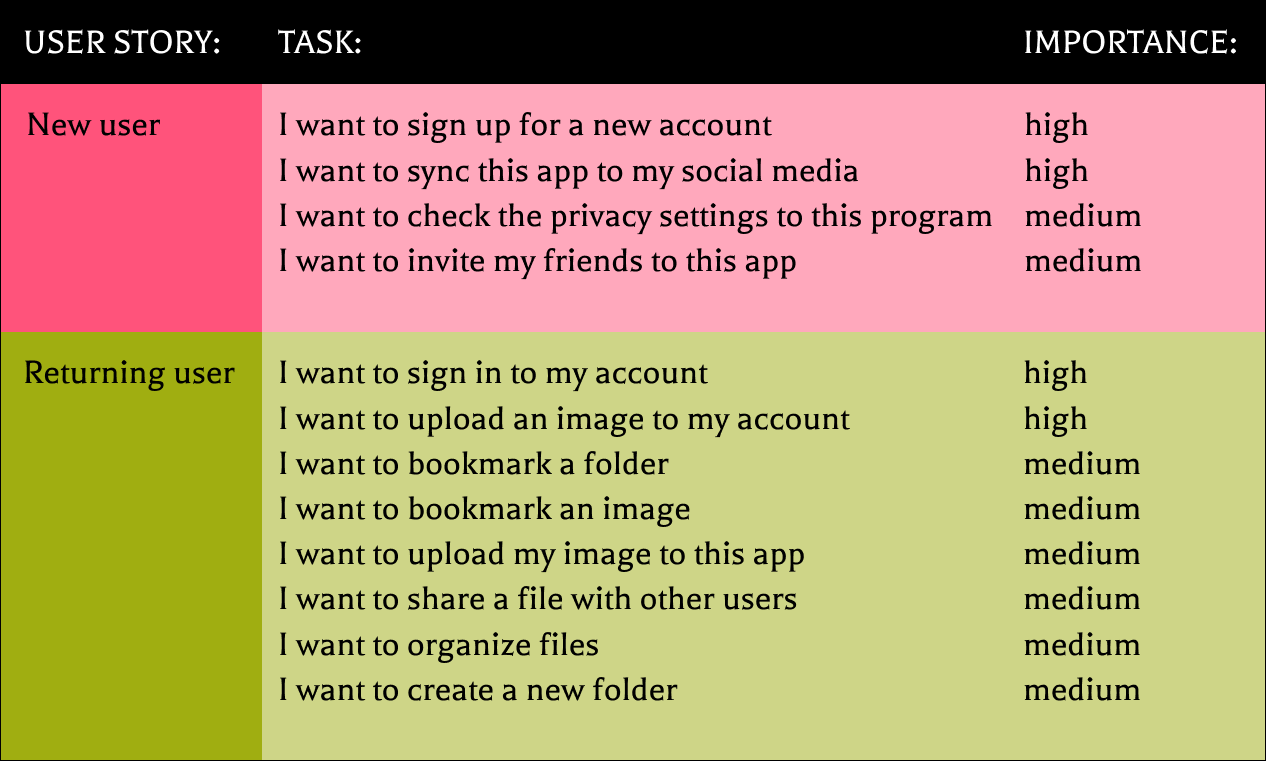 USER STORY: TASK: IMPORTANCE:
New user I want to sign up for a new account high
I want to sync this app to my social media high
I want to check the privacy settings to this program medium
I want to invite my friends to this app medium
Returning user I want to sign in to my account high
I want to upload an image to my account high
I want to bookmark a folder medium
I want to bookmark an image medium
I want to upload my image to this app medium
I want to share a file with other users medium
I want to organize files medium
I want to create a new folder medium